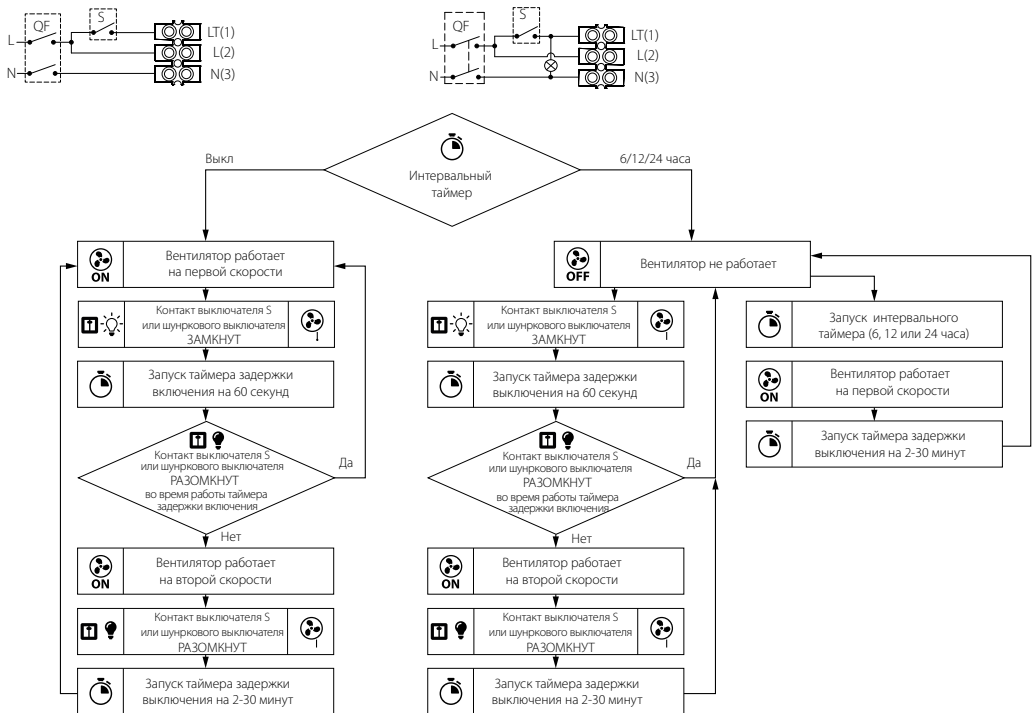 QF
S
L
N
LT(1)
L(2)
N(3)
QF
S
L
N
LT(1)
L(2)
N(3)
Интервальный
таймер
Выкл
6/12/24 часа
ON
Вентилятор работает
на первой скорости
Контакт выключателя S
или шунркового выключателя
ЗАМКНУТ
Запуск таймера задержки
включения на 60 секунд
Контакт выключателя S
или шунркового выключателя
РАЗОМКНУТ
во время работы таймера
задержки включения
Да
Нет
ON
Вентилятор работает
на второй скорости
Контакт выключателя S
или шунркового выключателя
РАЗОМКНУТ
Запуск таймера задержки
выключения на 2-30 минут
OFF
Вентилятор не работает
Контакт выключателя S
или шунркового выключателя
ЗАМКНУТ
Запуск таймера задержки
выключения на 60 секунд
Контакт выключателя S
или шунркового выключателя
РАЗОМКНУТ
во время работы таймера
задержки включения
Да
Нет
ON
Вентилятор работает
на второй скорости
Контакт выключателя S
или шунркового выключателя
РАЗОМКНУТ
Запуск таймера задержки
выключения на 2-30 минут
Запуск интервального
таймера (6, 12 или 24 часа)
ON
Вентилятор работает
на первой скорости
Запуск таймера задержки
выключения на 2-30 минут